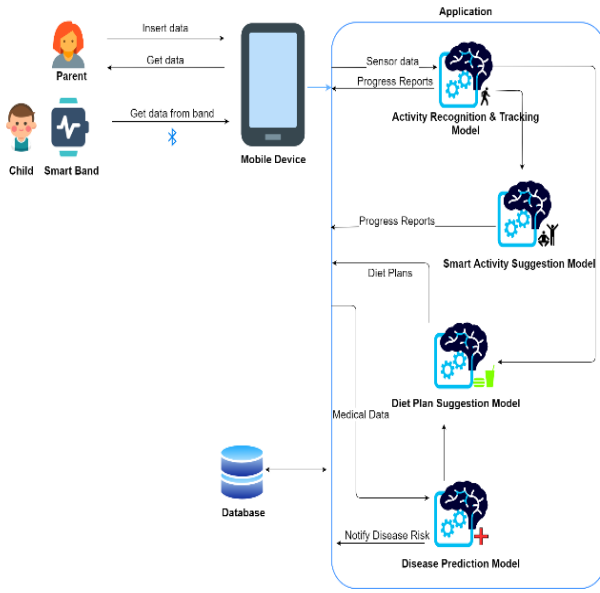 Application
Insert data
Get data
Parent
Get data from band
Child
Smart Band
Mobile Device
Sensor data
Progress Reports
Activity Recognition & Tracking
Model
Progress Reports
Smart Activity Suggestion Model
Diet Plans
Diet Plan Suggestion Model
Medical Data
Database
Notify Disease Risk
Disease Prediction Model